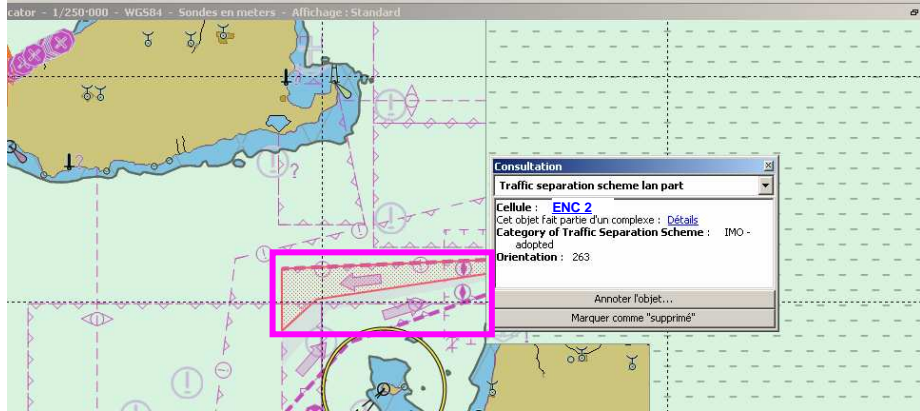 cator - 1/250'000 - WGS84 - Sondes en meters - Affichage : Standard
?
?
?
Consultation
Traffic separation scheme lan part
Cellule : ENC 2
Cet objet fait partie d'un complexe : Détails
Category of Traffic Separation Scheme : IMO -
adopted
Orientation : 263
Annoter l'objet...
Marquer comme "supprimé"